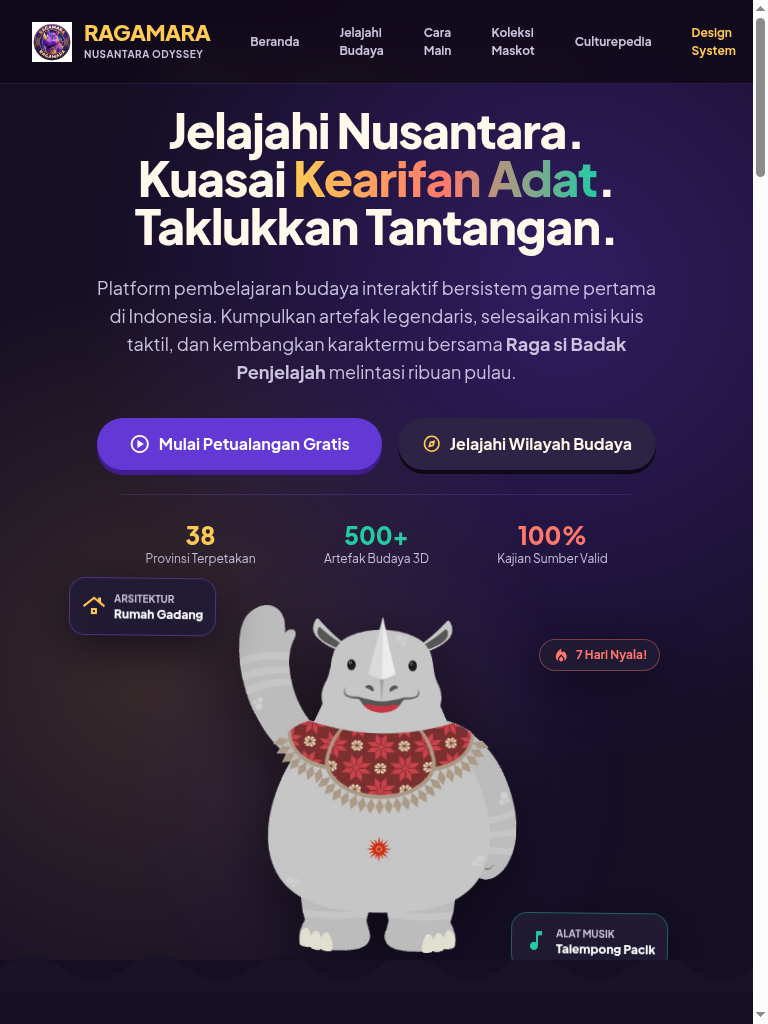 RAGAMARA
NUSANTARA ODYSSEY
Beranda
Jelajahi
Budaya
Cara
Main
Koleksi
Maskot
Culturepedia
Design
System
Jelajahi Nusantara.
Kuasai Kearifan Adat.
Taklukkan Tantangan.
Platform pembelajaran budaya interaktif bersistem game pertama
di Indonesia. Kumpulkan artefak legendaris, selesaikan misi kuis
taktil, dan kembangkan karaktermu bersama Raga si Badak
Penjelajah melintasi ribuan pulau.
Mulai Petualangan Gratis
Jelajahi Wilayah Budaya
38
Provinsi Terpetakan
500+
Artefak Budaya 3D
100%
Kajian Sumber Valid
ARSITEKTUR
Rumah Gadang
7 Hari Nyala!
ALAT MUSIK
Talempong Pacik